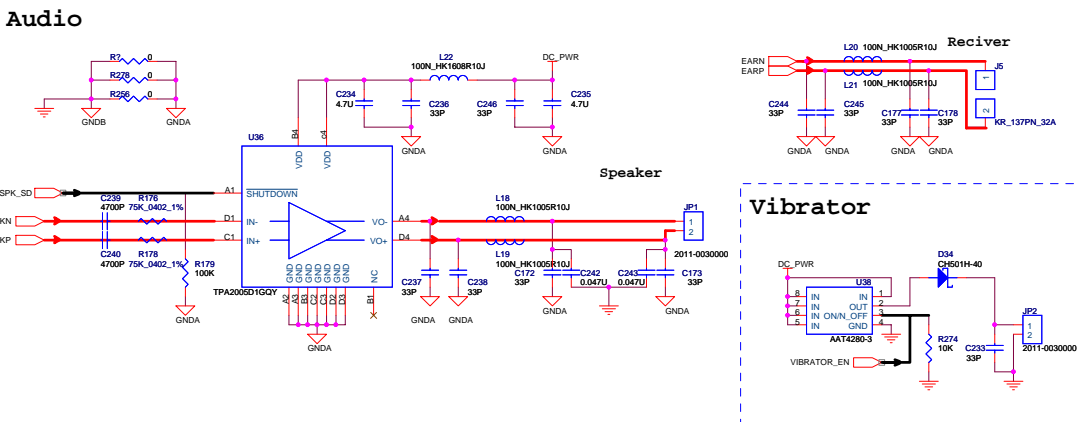 Audio
R? 0
R278 0
R256 0
GNDB
GNDA
L22
100N_HK1608R10J
DC_PWR
C234
4.7U
C236
33P
C246
33P
C235
4.7U
GNDA
GNDA
U36
B4
c4
VDD
VDD
SPK_SD
A1
SHUTDOWN
C239
4700P
R176
75K_0402_1%
KN
D1
IN-
KP
C1
IN+
C240
4700P
R178
75K_0402_1%
R179
100K
GNDA
TPA2005D1GQY
GND
GND
GND
GND
GND
GND
GND
NC
A2
A3
B3
C2
C3
D2
D3
B1
GNDA
VO-
A4
VO+
D4
Speaker
L18
100N_HK1005R10J
L19
100N_HK1005R10J
JP1
1
2
2011-0030000
C237
33P
C238
33P
C172
33P
C242
0.047U
C243
0.047U
C173
33P
GNDA
GNDA
GNDA
GNDA
Reciver
EARN
EARP
L20
100N_HK1005R10J
L21
100N_HK1005R10J
J5
1
2
KR_137PN_32A
C244
33P
C245
33P
C177
33P
C178
33P
GNDA
GNDA
GNDA
GNDA
Vibrator
DC_PWR
U38
8 IN IN 1
7 IN OUT 2
6 IN ON/N_OFF 3
5 IN GND 4
AAT4280-3
VIBRATOR_EN
D34
CH501H-40
R274
10K
C233
33P
JP2
1
2
2011-0030000